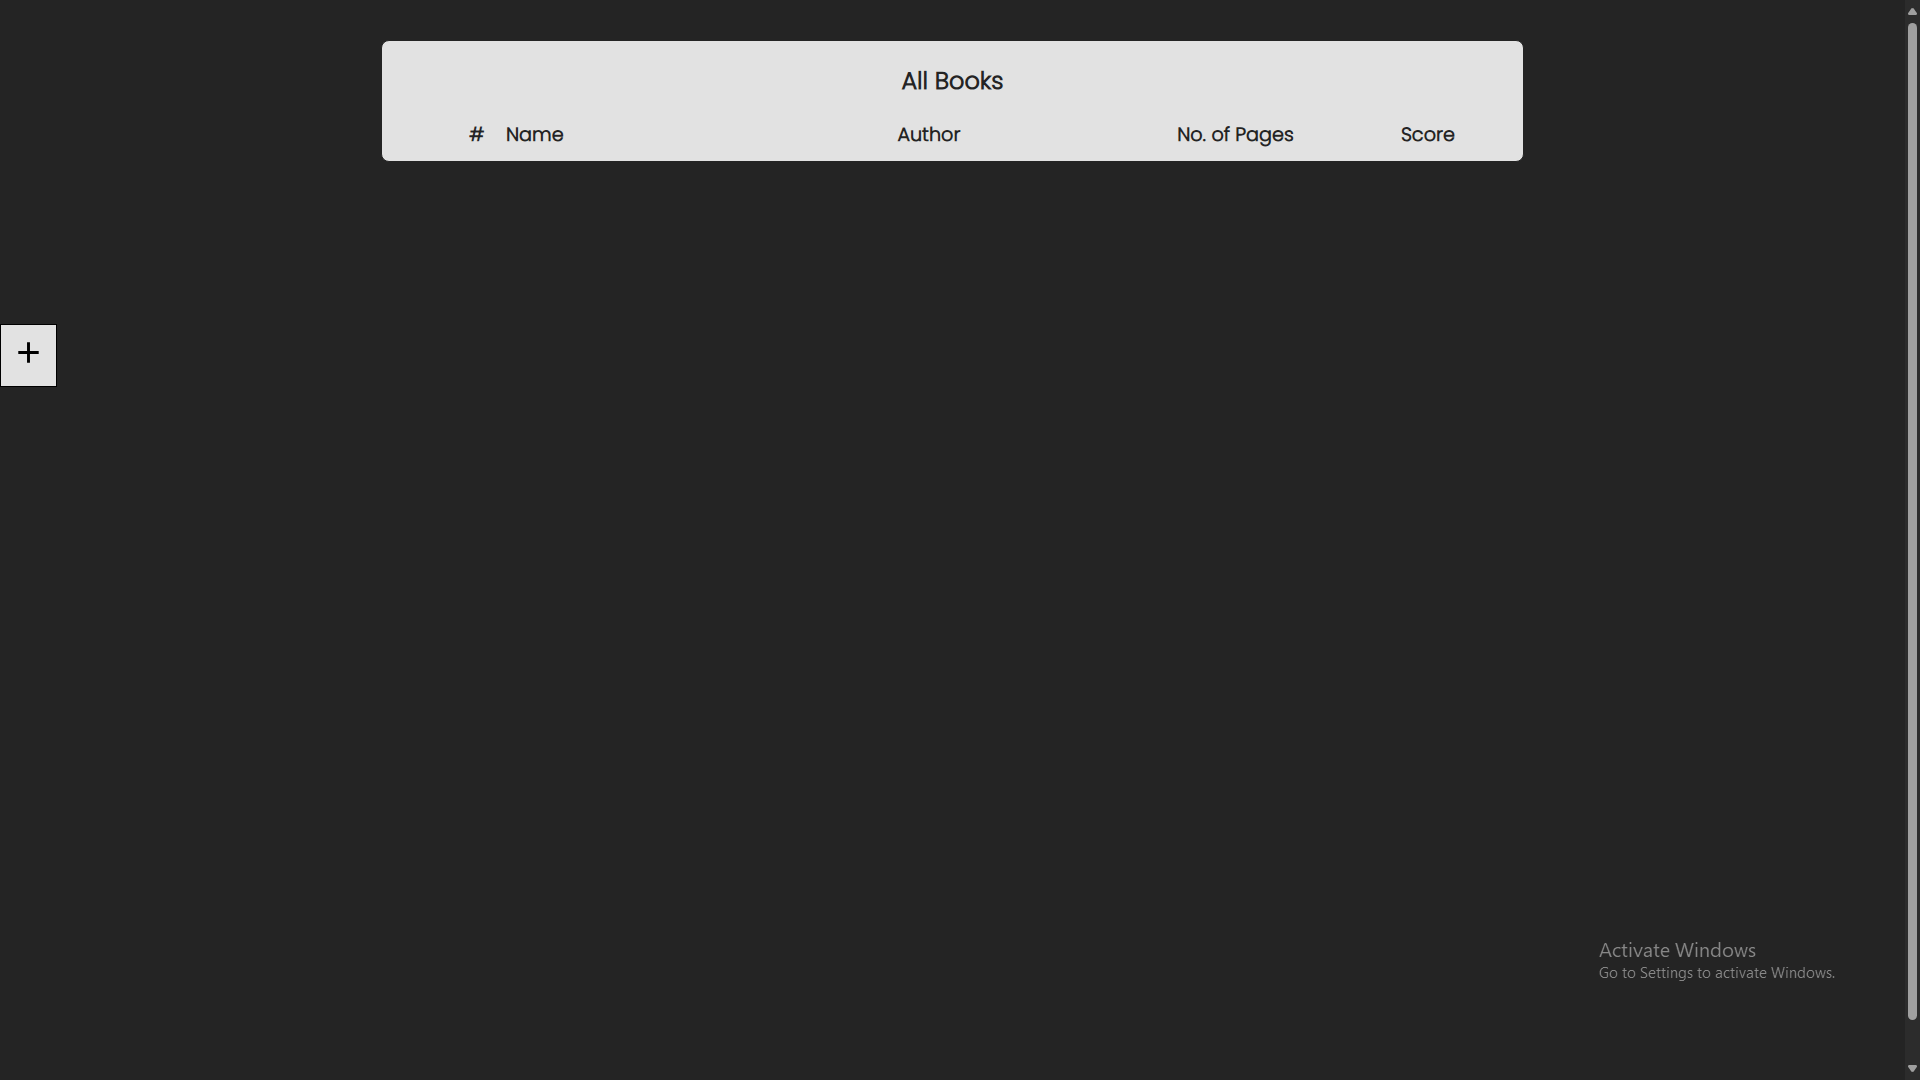 All Books
# Name Author No. of Pages Score
+
Activate Windows
Go to Settings to activate Windows.